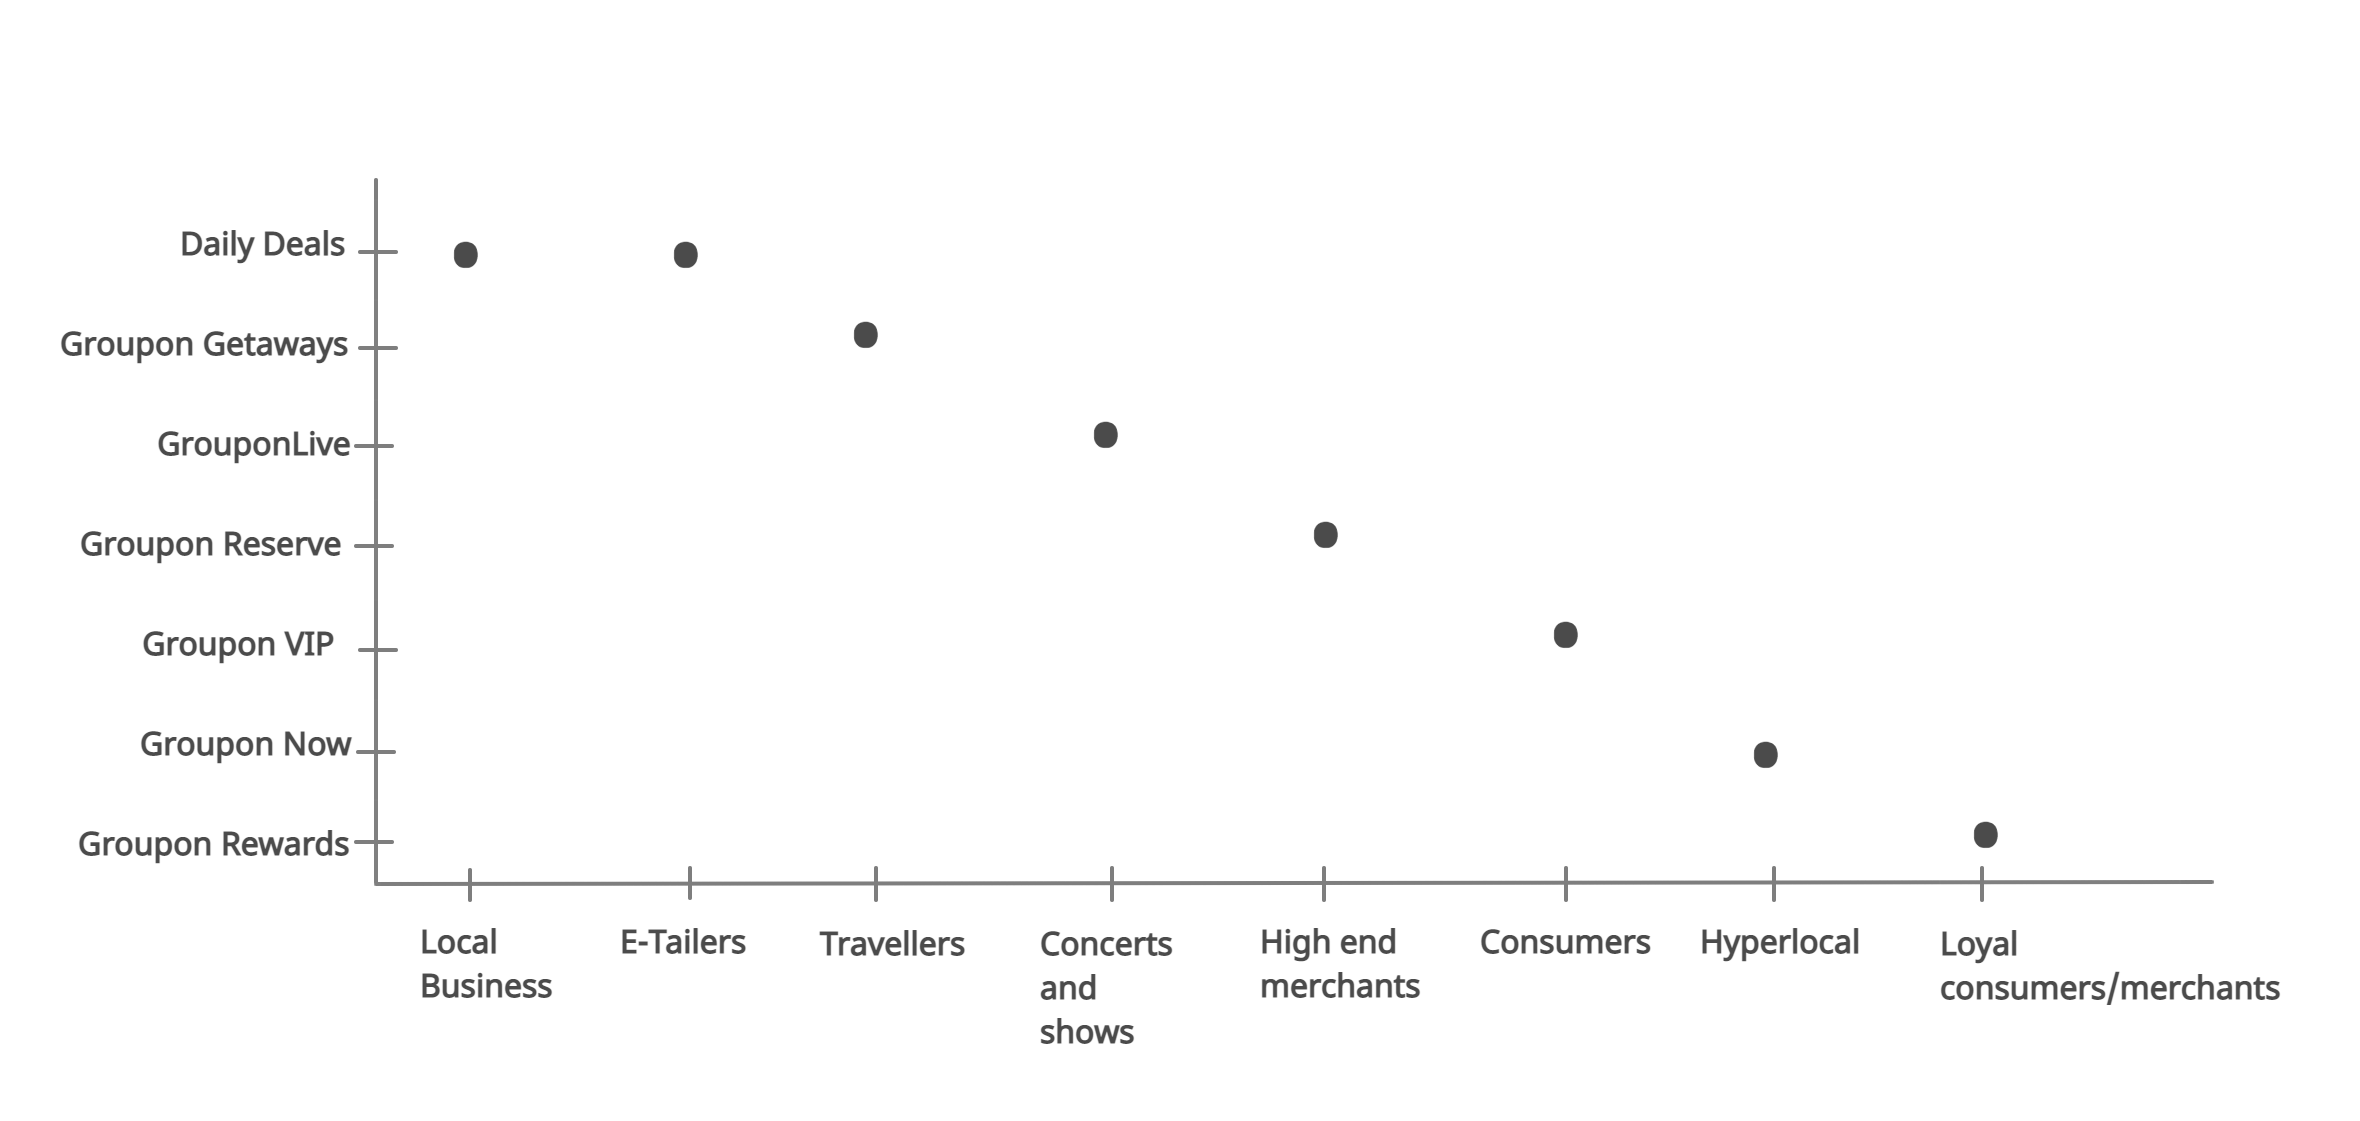 Daily Deals
Groupon Getaways
GrouponLive
Groupon Reserve
Groupon VIP
Groupon Now
Groupon Rewards
Local
Business
E-Tailers
Travellers
Concerts
and
shows
High end
merchants
Consumers
Hyperlocal
Loyal
consumers/merchants